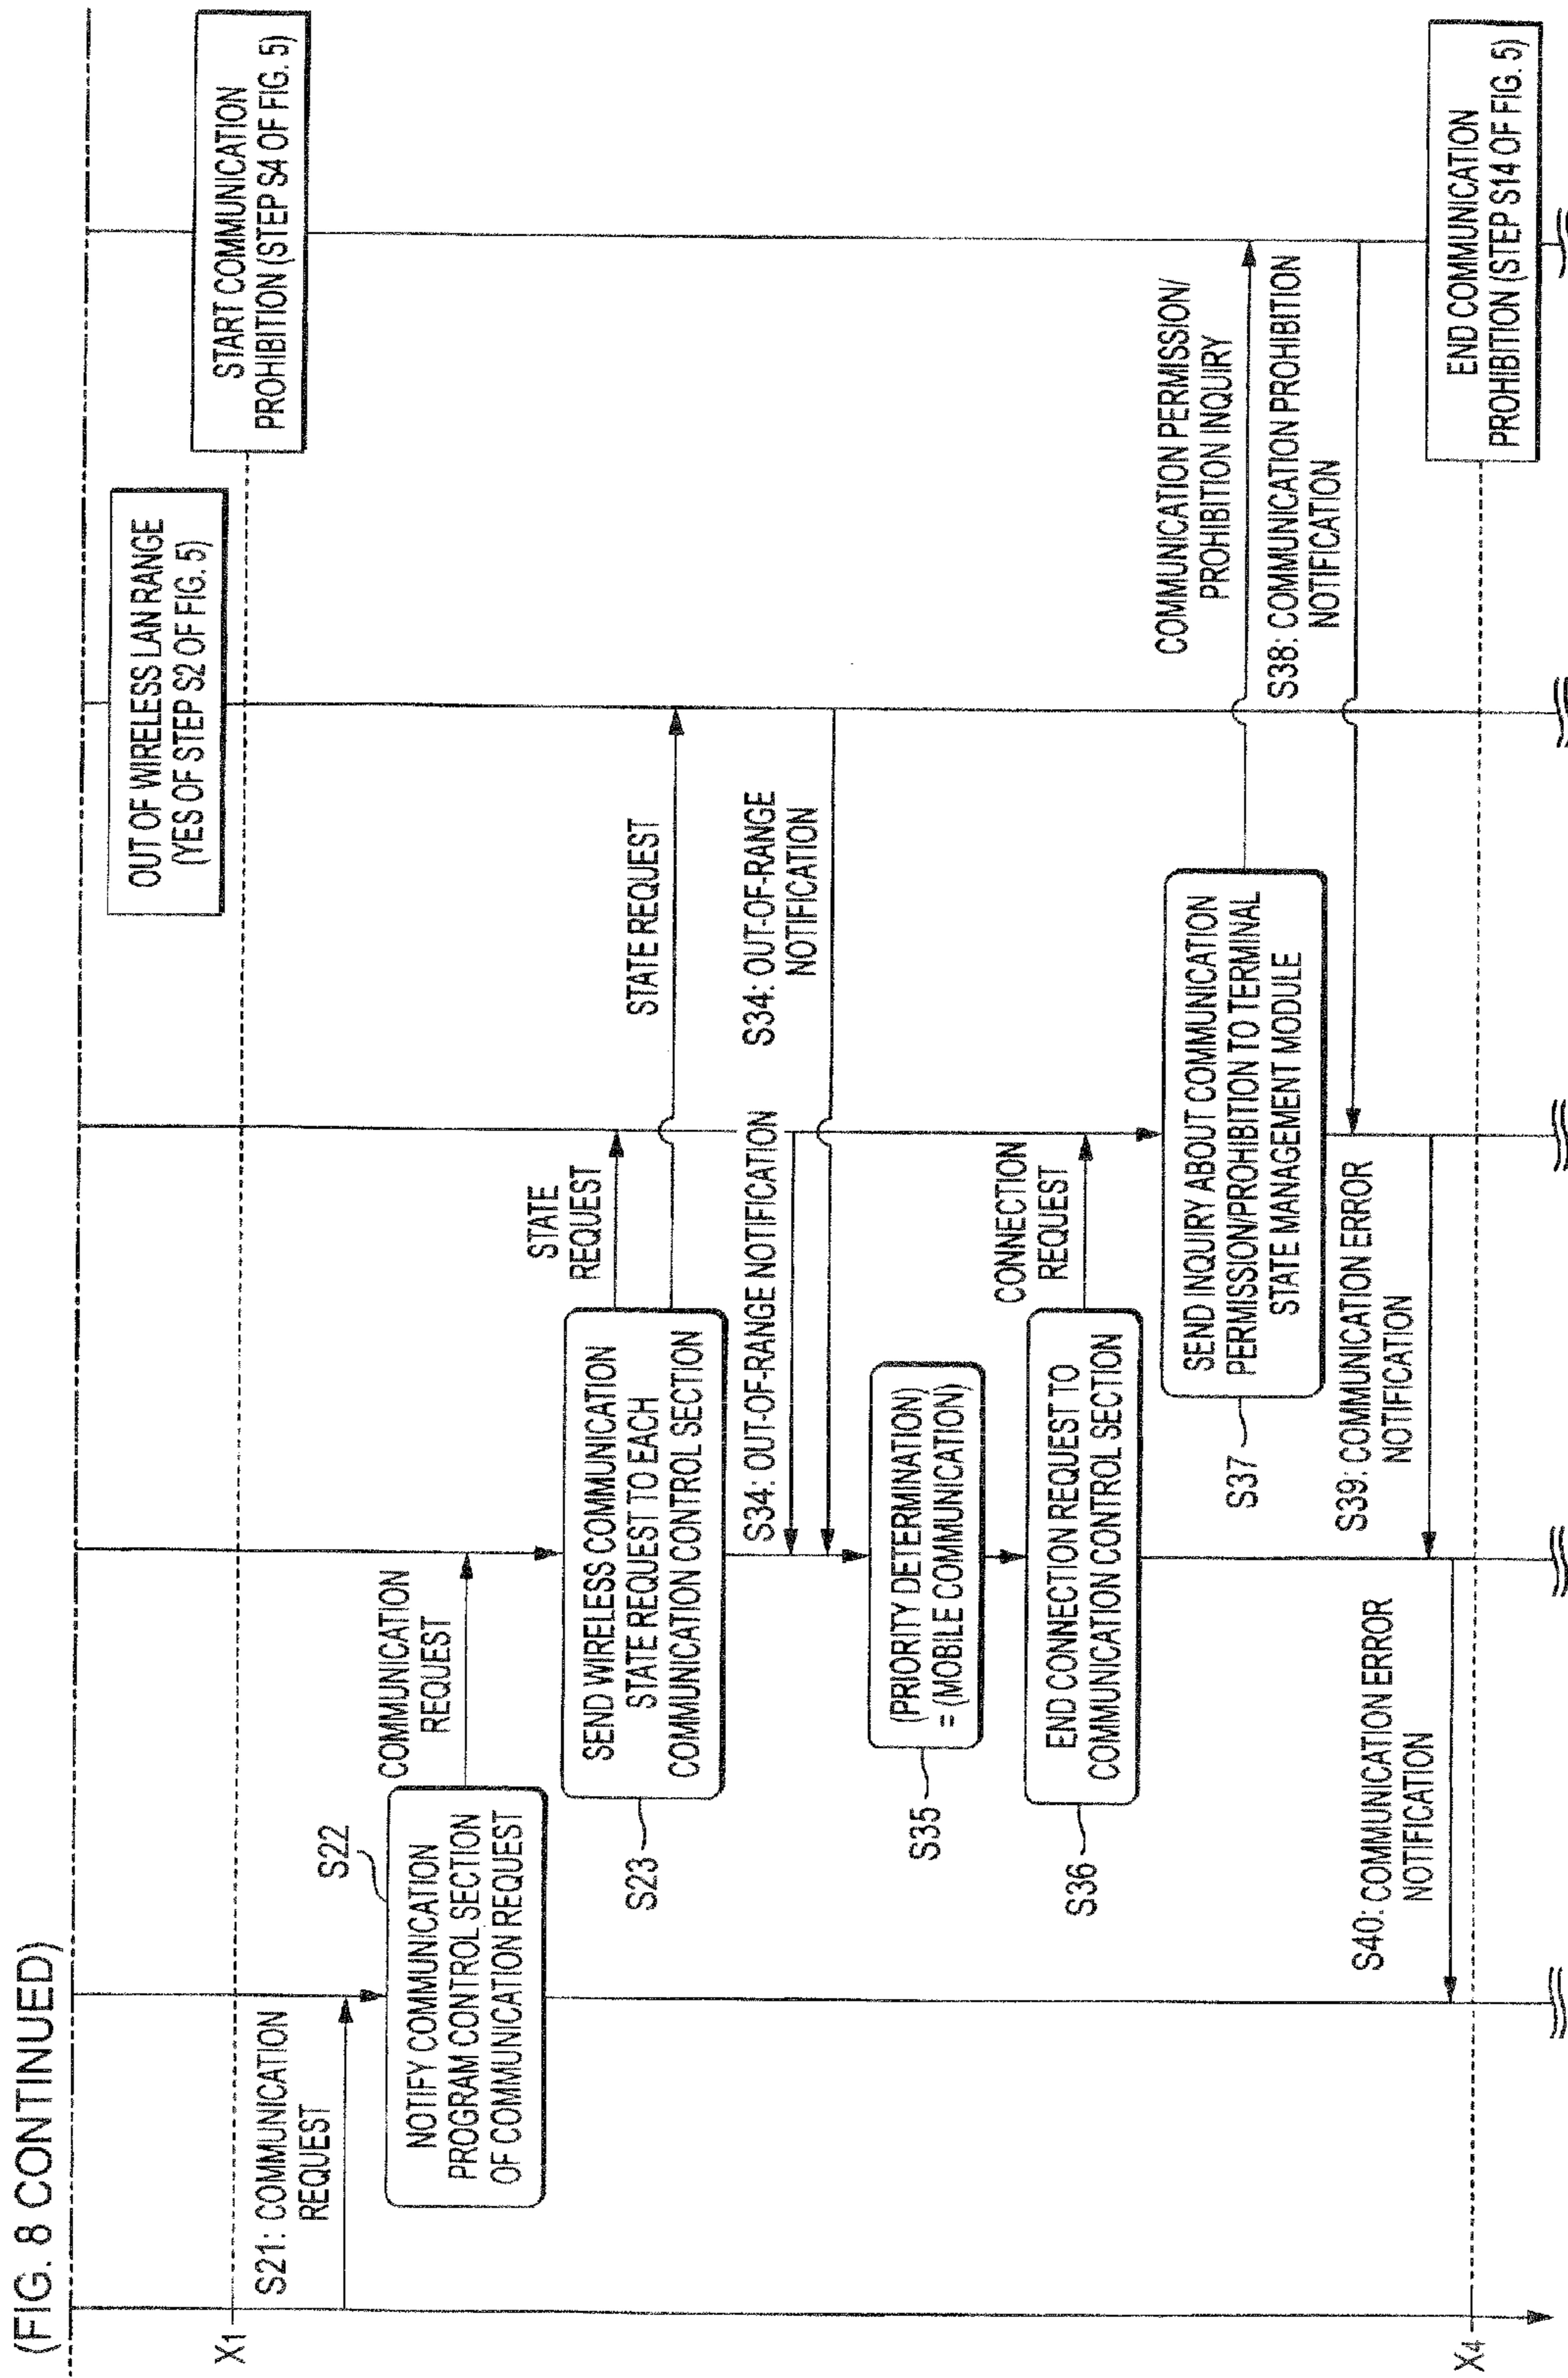 (FIG. 8 CONTINUED)
OUT OF WIRELESS LAN RANGE
(YES OF STEP S2 OF FIG. 5)
START COMMUNICATION
PROHIBITION (STEP S4 OF FIG. 5)
X1
S21: COMMUNICATION
REQUEST
S22
NOTIFY COMMUNICATION
PROGRAM CONTROL SECTION
OF COMMUNICATION REQUEST
COMMUNICATION
REQUEST
S23
SEND WIRELESS COMMUNICATION
STATE REQUEST TO EACH
COMMUNICATION CONTROL SECTION
STATE
REQUEST
STATE REQUEST
S34: OUT-OF-RANGE NOTIFICATION
S34: OUT-OF-RANGE
NOTIFICATION
S35
(PRIORITY DETERMINATION)
= (MOBILE COMMUNICATION)
S36
END CONNECTION REQUEST TO
COMMUNICATION CONTROL SECTION
CONNECTION
REQUEST
S37
SEND INQUIRY ABOUT COMMUNICATION
PERMISSION/PROHIBITION TO TERMINAL
STATE MANAGEMENT MODULE
COMMUNICATION PERMISSION/
PROHIBITION INQUIRY
S38: COMMUNICATION PROHIBITION
NOTIFICATION
S39: COMMUNICATION ERROR
NOTIFICATION
S40: COMMUNICATION ERROR
NOTIFICATION
X4
END COMMUNICATION
PROHIBITION (STEP S14 OF FIG. 5)